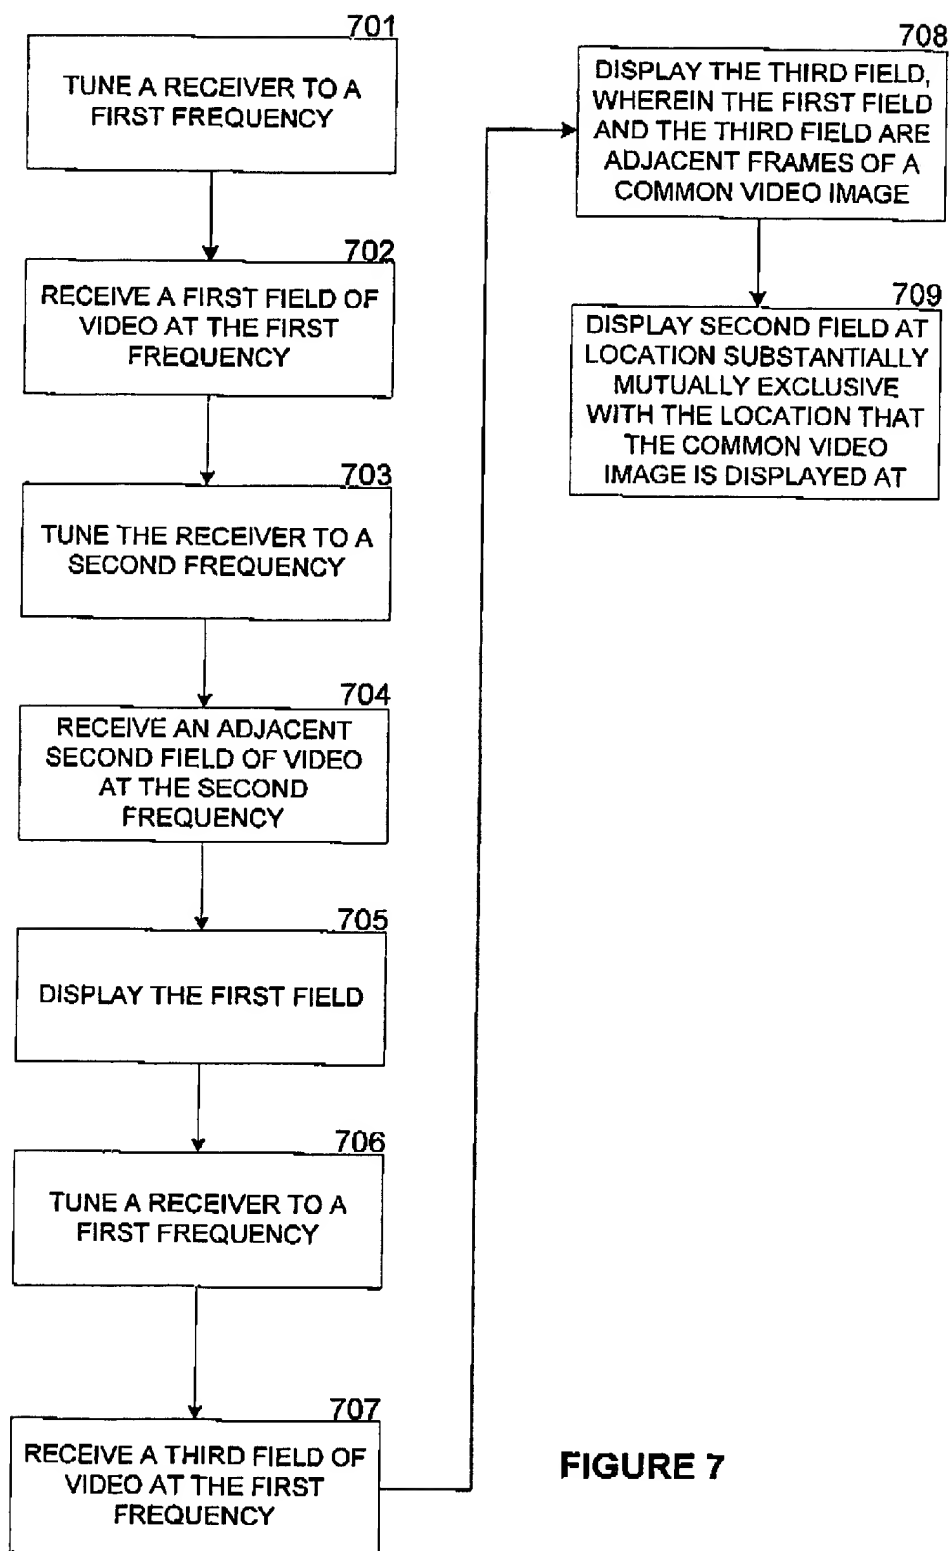 701
TUNE A RECEIVER TO A
FIRST FREQUENCY
702
RECEIVE A FIRST FIELD OF
VIDEO AT THE FIRST
FREQUENCY
703
TUNE THE RECEIVER TO A
SECOND FREQUENCY
704
RECEIVE AN ADJACENT
SECOND FIELD OF VIDEO
AT THE SECOND
FREQUENCY
705
DISPLAY THE FIRST FIELD
706
TUNE A RECEIVER TO A
FIRST FREQUENCY
707
RECEIVE A THIRD FIELD OF
VIDEO AT THE FIRST
FREQUENCY
708
DISPLAY THE THIRD FIELD,
WHEREIN THE FIRST FIELD
AND THE THIRD FIELD ARE
ADJACENT FRAMES OF A
COMMON VIDEO IMAGE
709
DISPLAY SECOND FIELD AT
LOCATION SUBSTANTIALLY
MUTUALLY EXCLUSIVE
WITH THE LOCATION THAT
THE COMMON VIDEO
IMAGE IS DISPLAYED AT
FIGURE 7